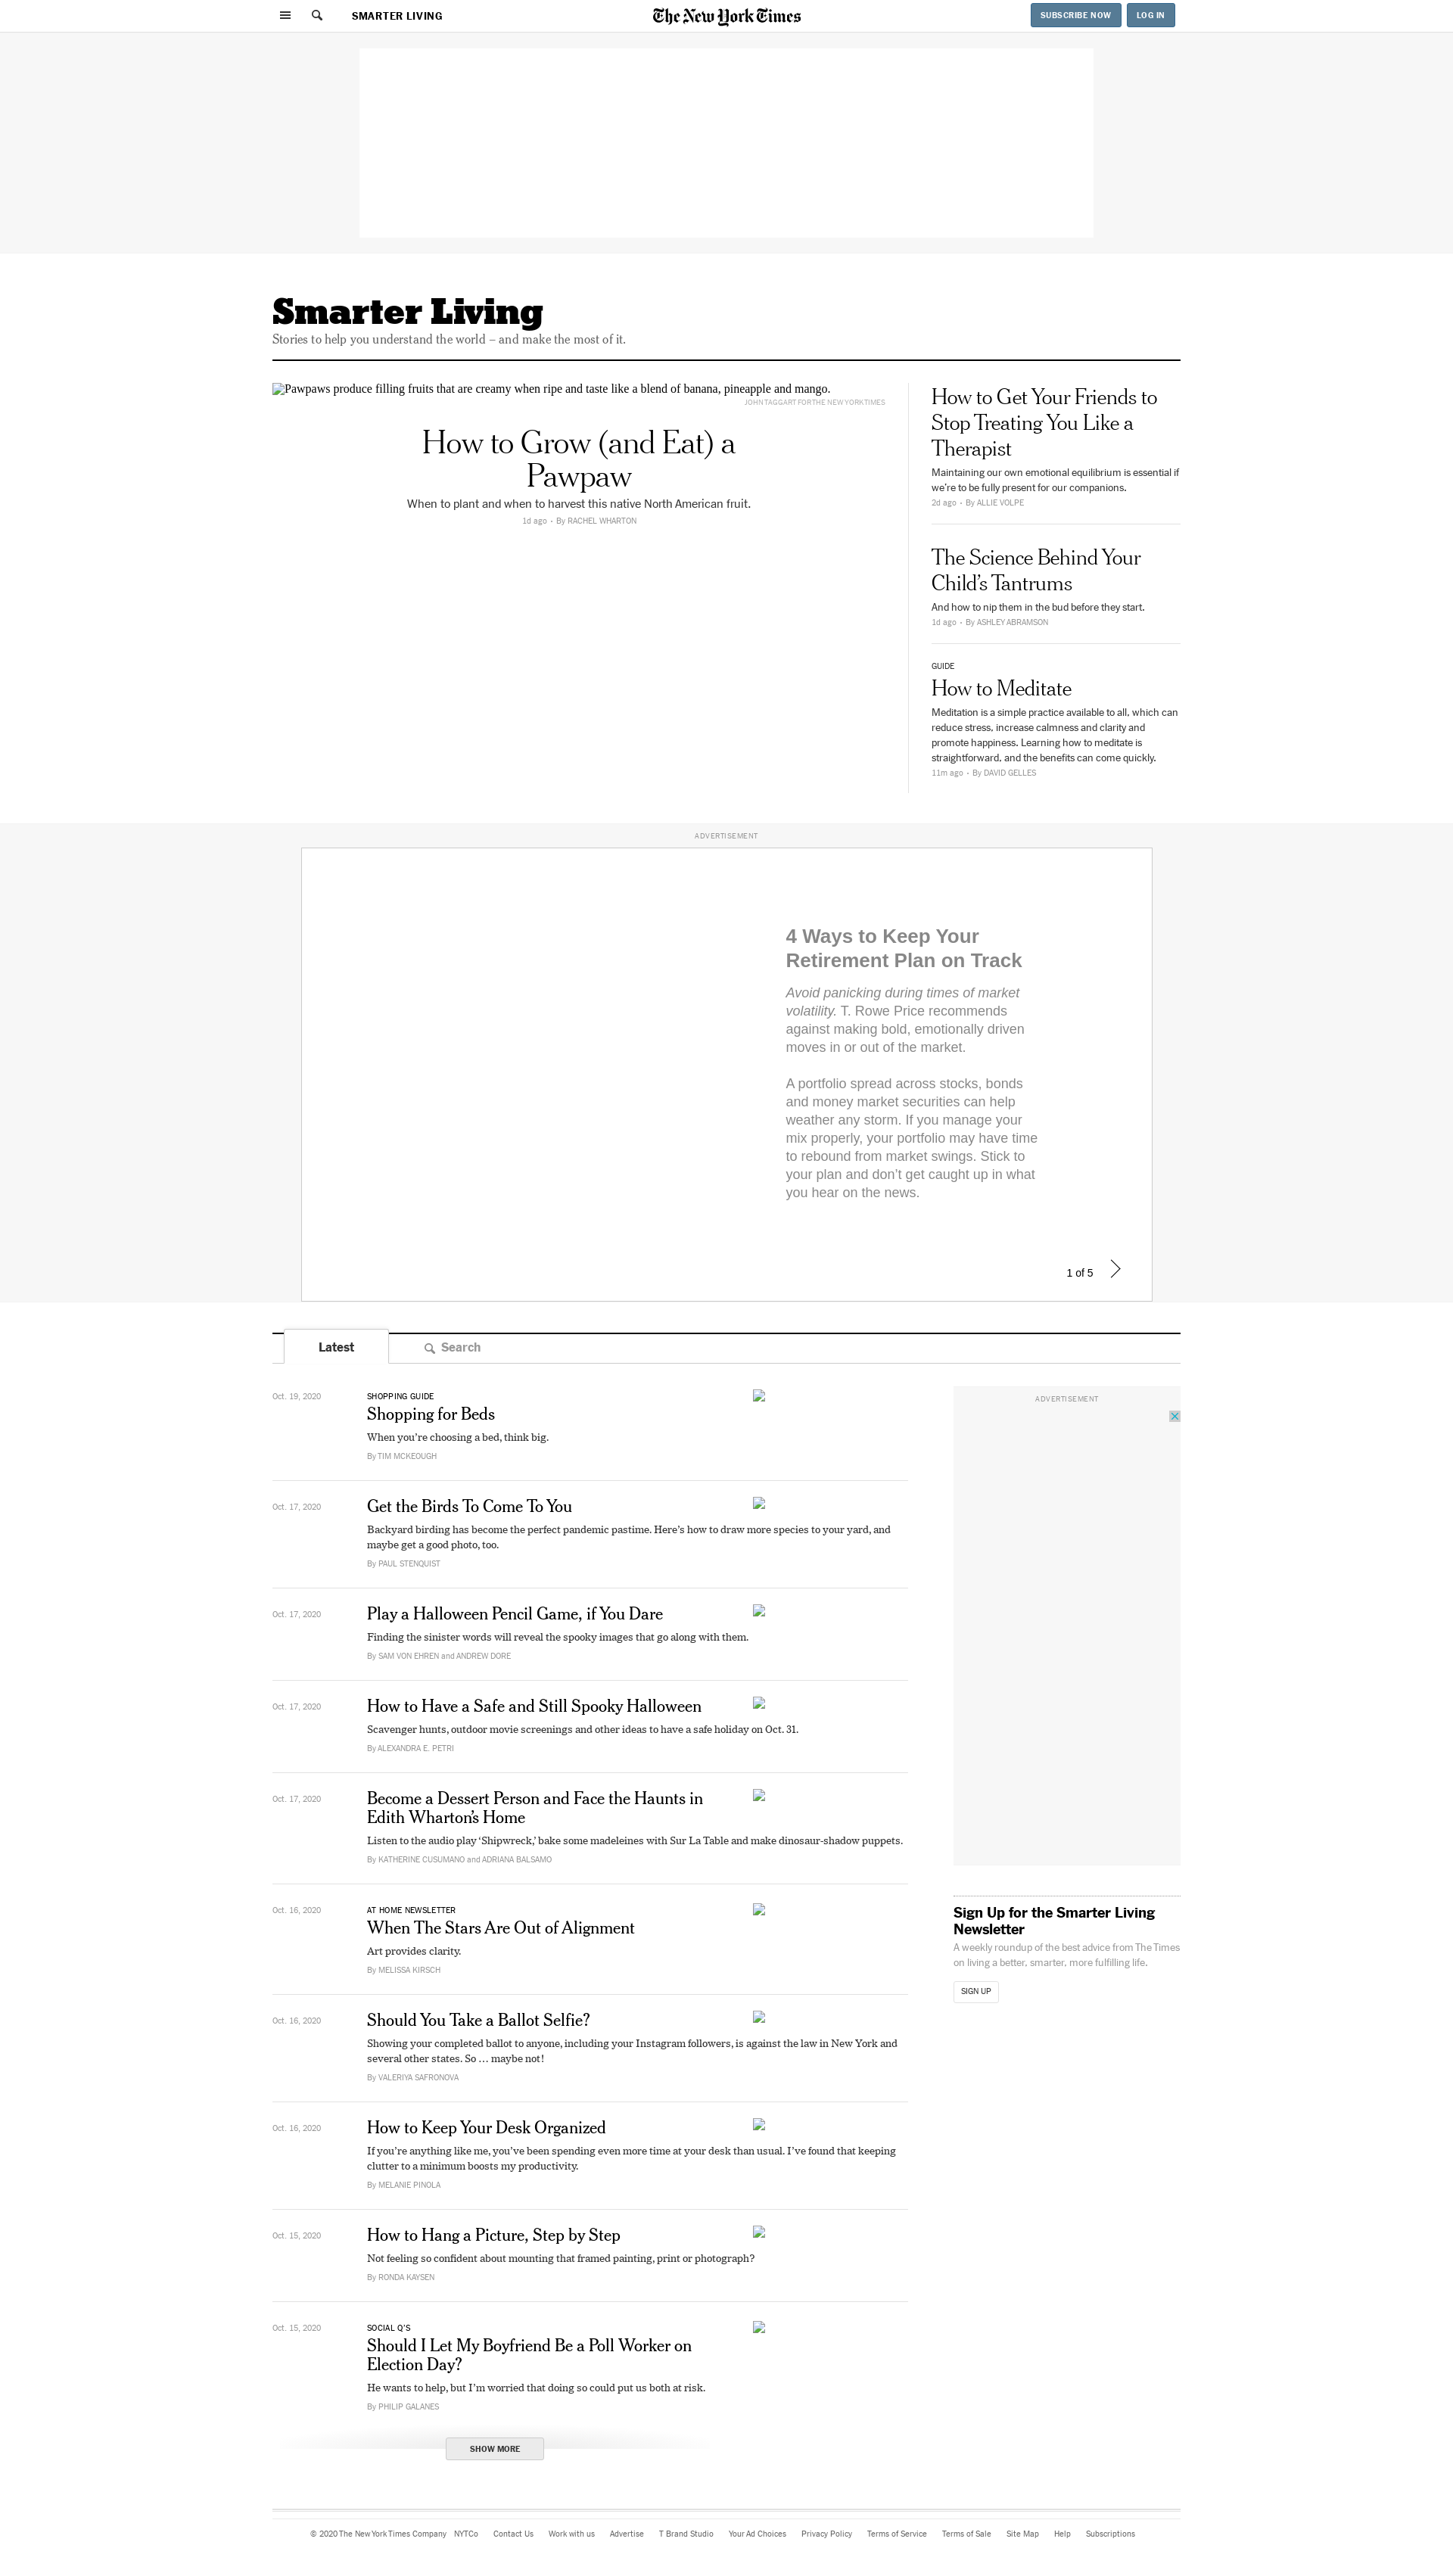 SMARTER LIVING
The New York Times
SUBSCRIBE NOW
LOG IN
Smarter Living
Stories to help you understand the world – and make the most of it.
Pawpaws produce filling fruits that are creamy when ripe and taste like a blend of banana, pineapple and mango.
JOHN TAGGART FOR THE NEW YORK TIMES
How to Grow (and Eat) a
Pawpaw
When to plant and when to harvest this native North American fruit.
1d ago • By RACHEL WHARTON
How to Get Your Friends to
Stop Treating You Like a
Therapist
Maintaining our own emotional equilibrium is essential if
we’re to be fully present for our companions.
2d ago • By ALLIE VOLPE
The Science Behind Your
Child’s Tantrums
And how to nip them in the bud before they start.
1d ago • By ASHLEY ABRAMSON
GUIDE
How to Meditate
Meditation is a simple practice available to all, which can
reduce stress, increase calmness and clarity and
promote happiness. Learning how to meditate is
straightforward, and the benefits can come quickly.
11m ago • By DAVID GELLES
ADVERTISEMENT
4 Ways to Keep Your
Retirement Plan on Track
Avoid panicking during times of market
volatility. T. Rowe Price recommends
against making bold, emotionally driven
moves in or out of the market.
A portfolio spread across stocks, bonds
and money market securities can help
weather any storm. If you manage your
mix properly, your portfolio may have time
to rebound from market swings. Stick to
your plan and don’t get caught up in what
you hear on the news.
1 of 5
Latest
Search
Oct. 19, 2020
SHOPPING GUIDE
Shopping for Beds
When you’re choosing a bed, think big.
By TIM MCKEOUGH
Oct. 17, 2020
Get the Birds To Come To You
Backyard birding has become the perfect pandemic pastime. Here’s how to draw more species to your yard, and
maybe get a good photo, too.
By PAUL STENQUIST
Oct. 17, 2020
Play a Halloween Pencil Game, if You Dare
Finding the sinister words will reveal the spooky images that go along with them.
By SAM VON EHREN and ANDREW DORE
Oct. 17, 2020
How to Have a Safe and Still Spooky Halloween
Scavenger hunts, outdoor movie screenings and other ideas to have a safe holiday on Oct. 31.
By ALEXANDRA E. PETRI
Oct. 17, 2020
Become a Dessert Person and Face the Haunts in
Edith Wharton’s Home
Listen to the audio play ‘Shipwreck,’ bake some madeleines with Sur La Table and make dinosaur-shadow puppets.
By KATHERINE CUSUMANO and ADRIANA BALSAMO
Oct. 16, 2020
AT HOME NEWSLETTER
When The Stars Are Out of Alignment
Art provides clarity.
By MELISSA KIRSCH
Oct. 16, 2020
Should You Take a Ballot Selfie?
Showing your completed ballot to anyone, including your Instagram followers, is against the law in New York and
several other states. So … maybe not!
By VALERIYA SAFRONOVA
Oct. 16, 2020
How to Keep Your Desk Organized
If you’re anything like me, you’ve been spending even more time at your desk than usual. I’ve found that keeping
clutter to a minimum boosts my productivity.
By MELANIE PINOLA
Oct. 15, 2020
How to Hang a Picture, Step by Step
Not feeling so confident about mounting that framed painting, print or photograph?
By RONDA KAYSEN
Oct. 15, 2020
SOCIAL Q’S
Should I Let My Boyfriend Be a Poll Worker on
Election Day?
He wants to help, but I’m worried that doing so could put us both at risk.
By PHILIP GALANES
SHOW MORE
ADVERTISEMENT
Sign Up for the Smarter Living
Newsletter
A weekly roundup of the best advice from The Times
on living a better, smarter, more fulfilling life.
SIGN UP
© 2020 The New York Times Company NYTCo Contact Us Work with us Advertise T Brand Studio Your Ad Choices Privacy Policy Terms of Service Terms of Sale Site Map Help Subscriptions